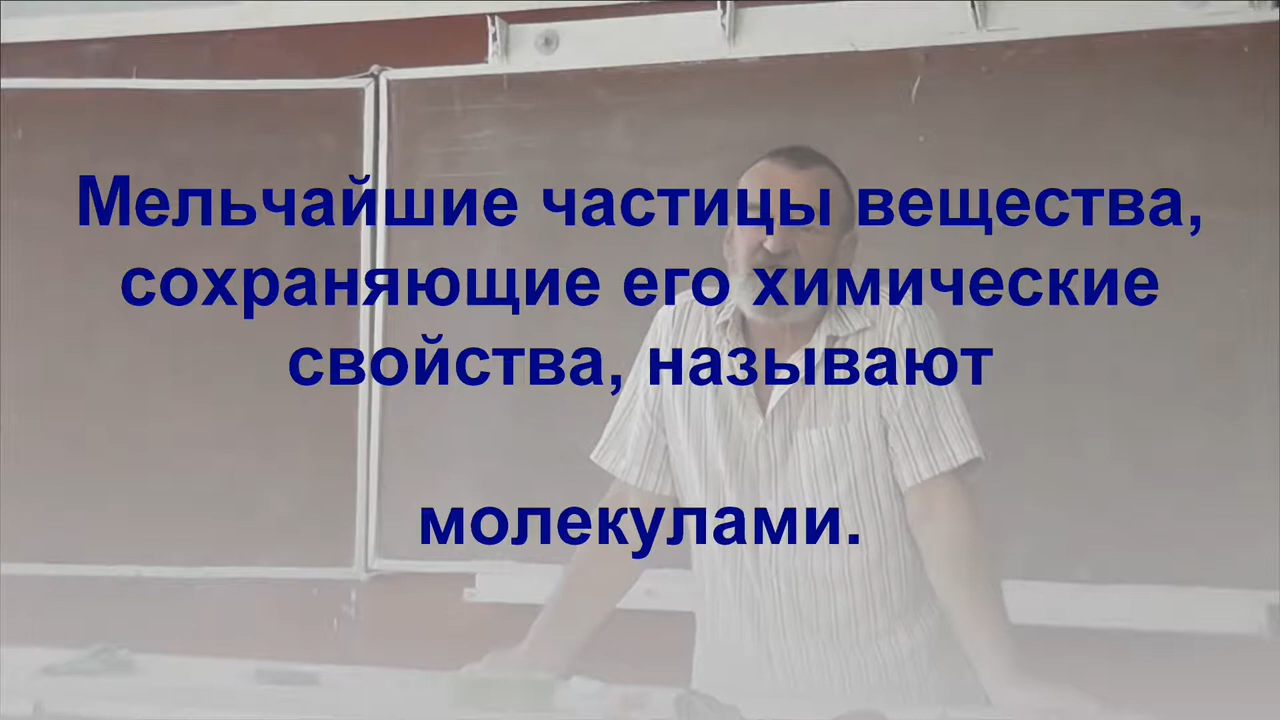 Мельчайшие частицы вещества,
сохраняющие его химические
свойства, называют
молекулами.